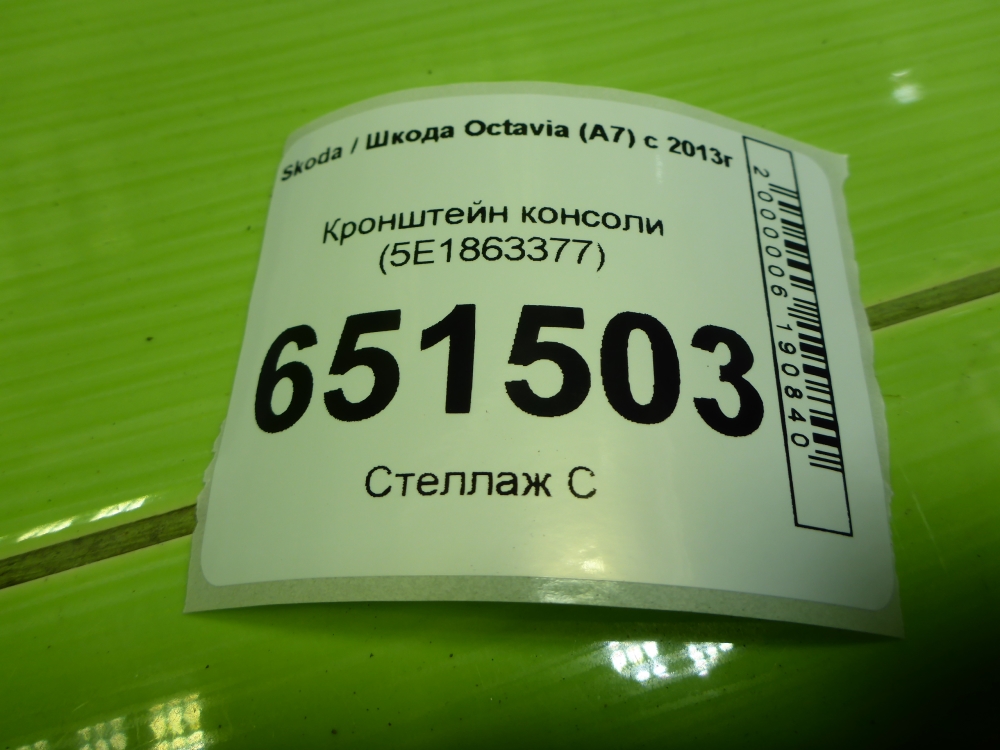 Skoda / Шкода Octavia (A7) с 2013г
Кронштейн консоли
(5E1863377)
651503
Стеллаж С
2000006190840